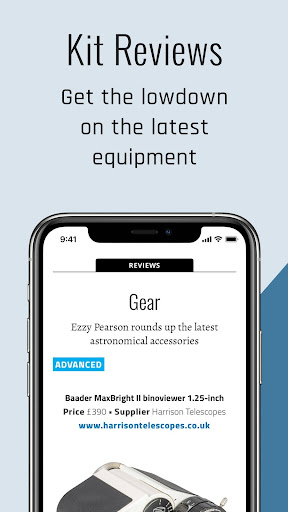 Kit Reviews
Get the lowdown
on the latest
equipment
9:41
REVIEWS
Gear
Ezzy Pearson rounds up the latest
astronomical accessories
ADVANCED
Baader MaxBright II binoviewer 1.25-inch
Price £390 • Supplier Harrison Telescopes
www.harrisontelescopes.co.uk